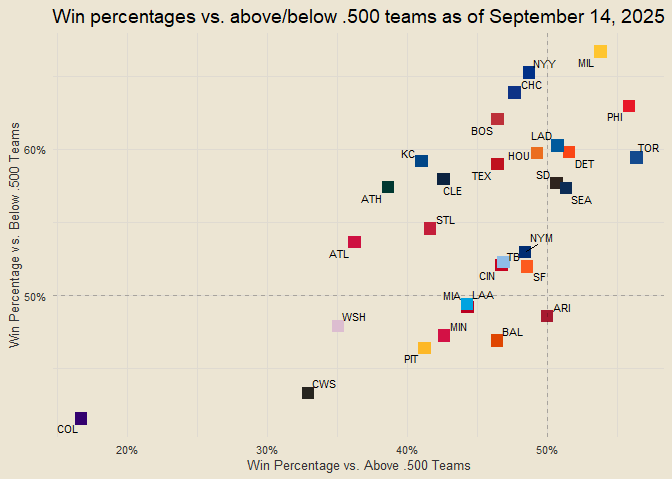 Win percentages vs. above/below .500 teams as of September 14, 2025
MIL
NYY
CHC
PHI
BOS
LAD
TOR
60%
KC
HOU
DET
TEX
SD
CLE
SEA
ATH
STL
NYM
ATL
TB
CIN
SF
50%
MIA
LAA
ARI
WSH
MIN
BAL
PIT
CWS
COL
20%
30%
40%
50%
Win Percentage vs. Above .500 Teams
Win Percentage vs. Below .500 Teams